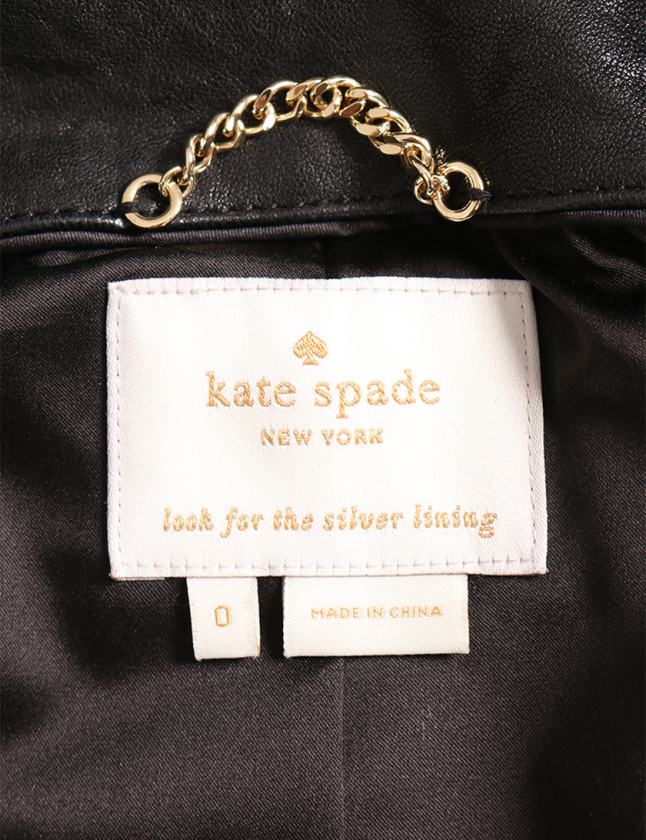 kate spade
NEW YORK
look for the silver lining
0
MADE IN CHINA